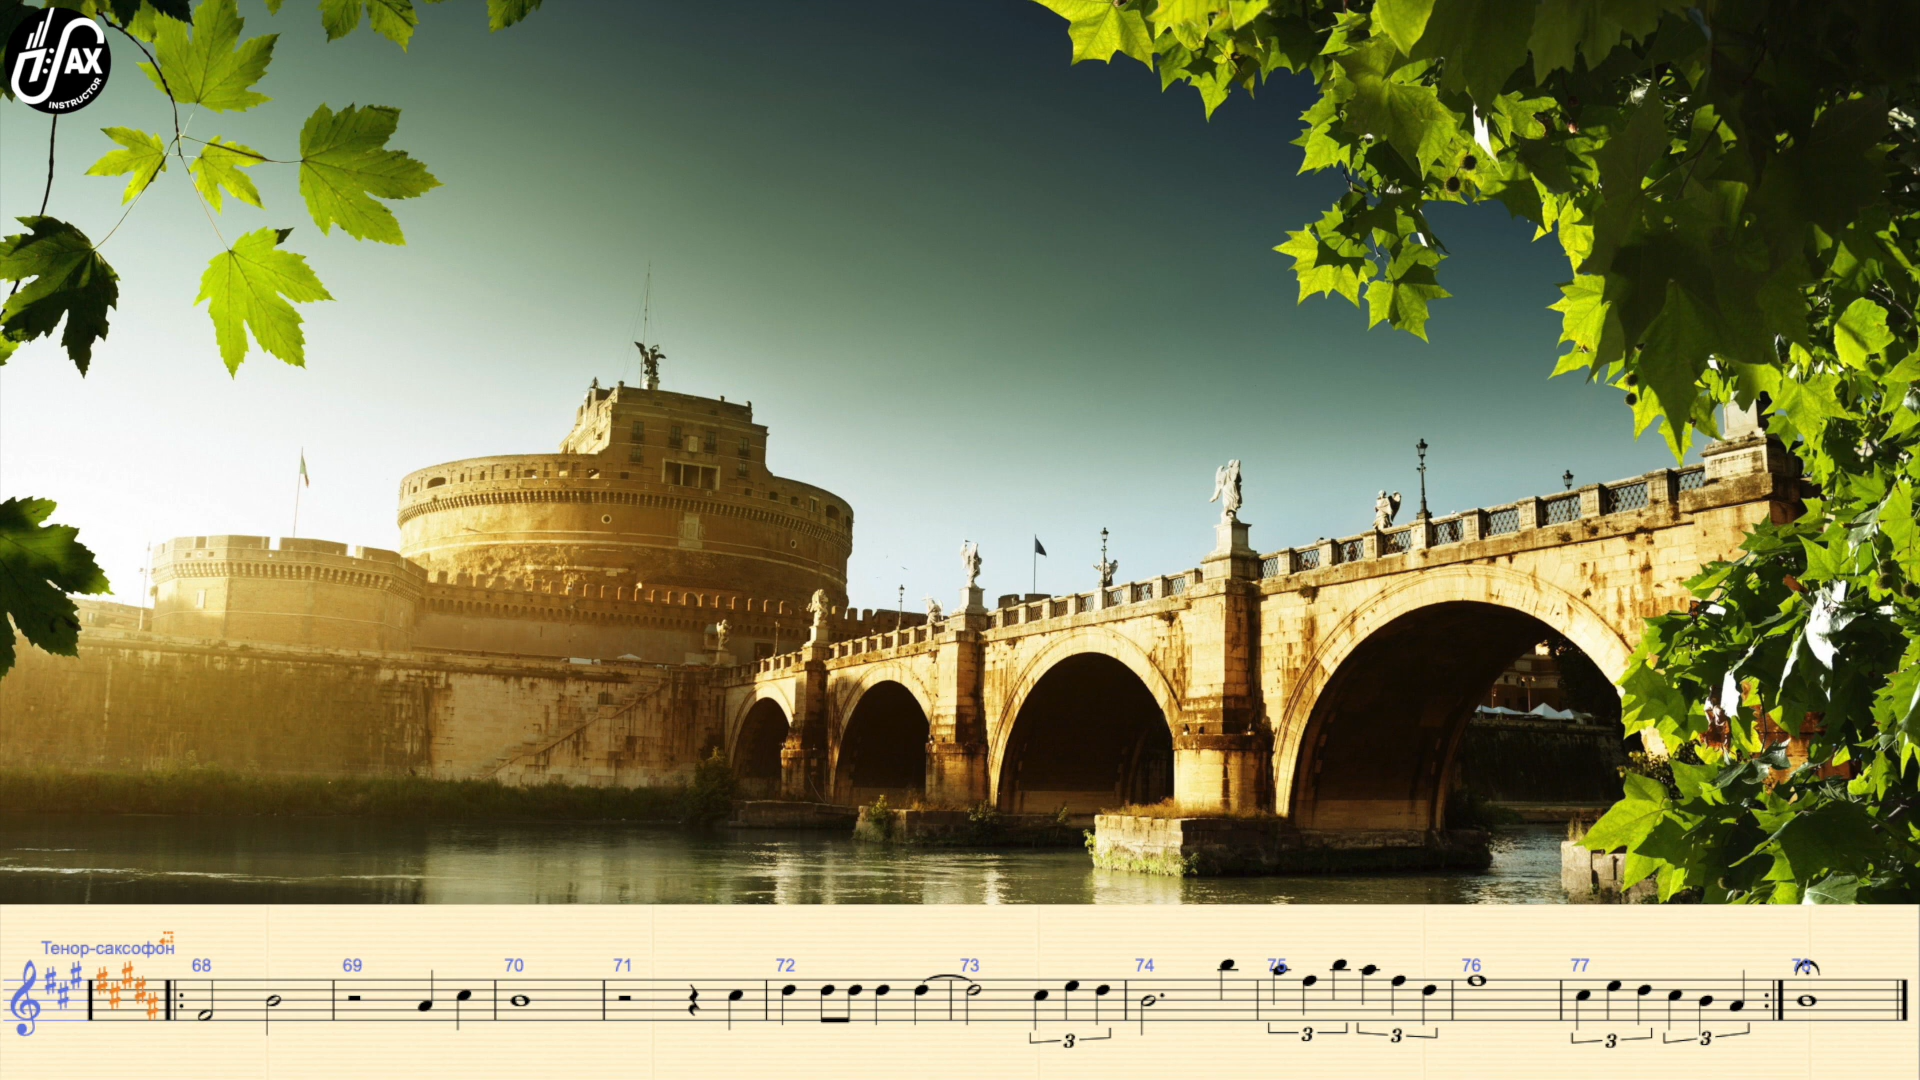 SAX
INSTRUCTOR
Тенор-саксофон
68 69 70 71 72 73 74 75 76 77 78
3 3 3 3 3